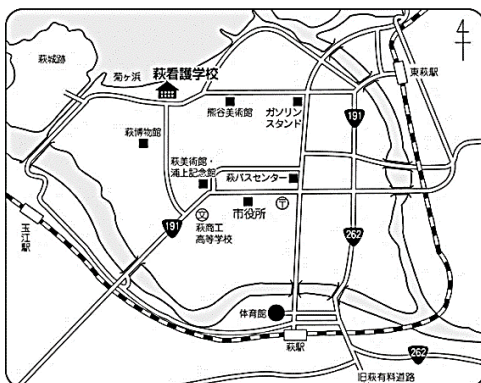 萩城跡
菊ヶ浜
萩看護学校
東萩駅
熊谷美術館
ガソリン
スタンド
191
萩博物館
萩美術館・
浦上記念館
萩バスセンター
市役所
〒
文
萩商工
高等学校
191
262
玉江駅
体育館
萩駅
262
旧萩有料道路